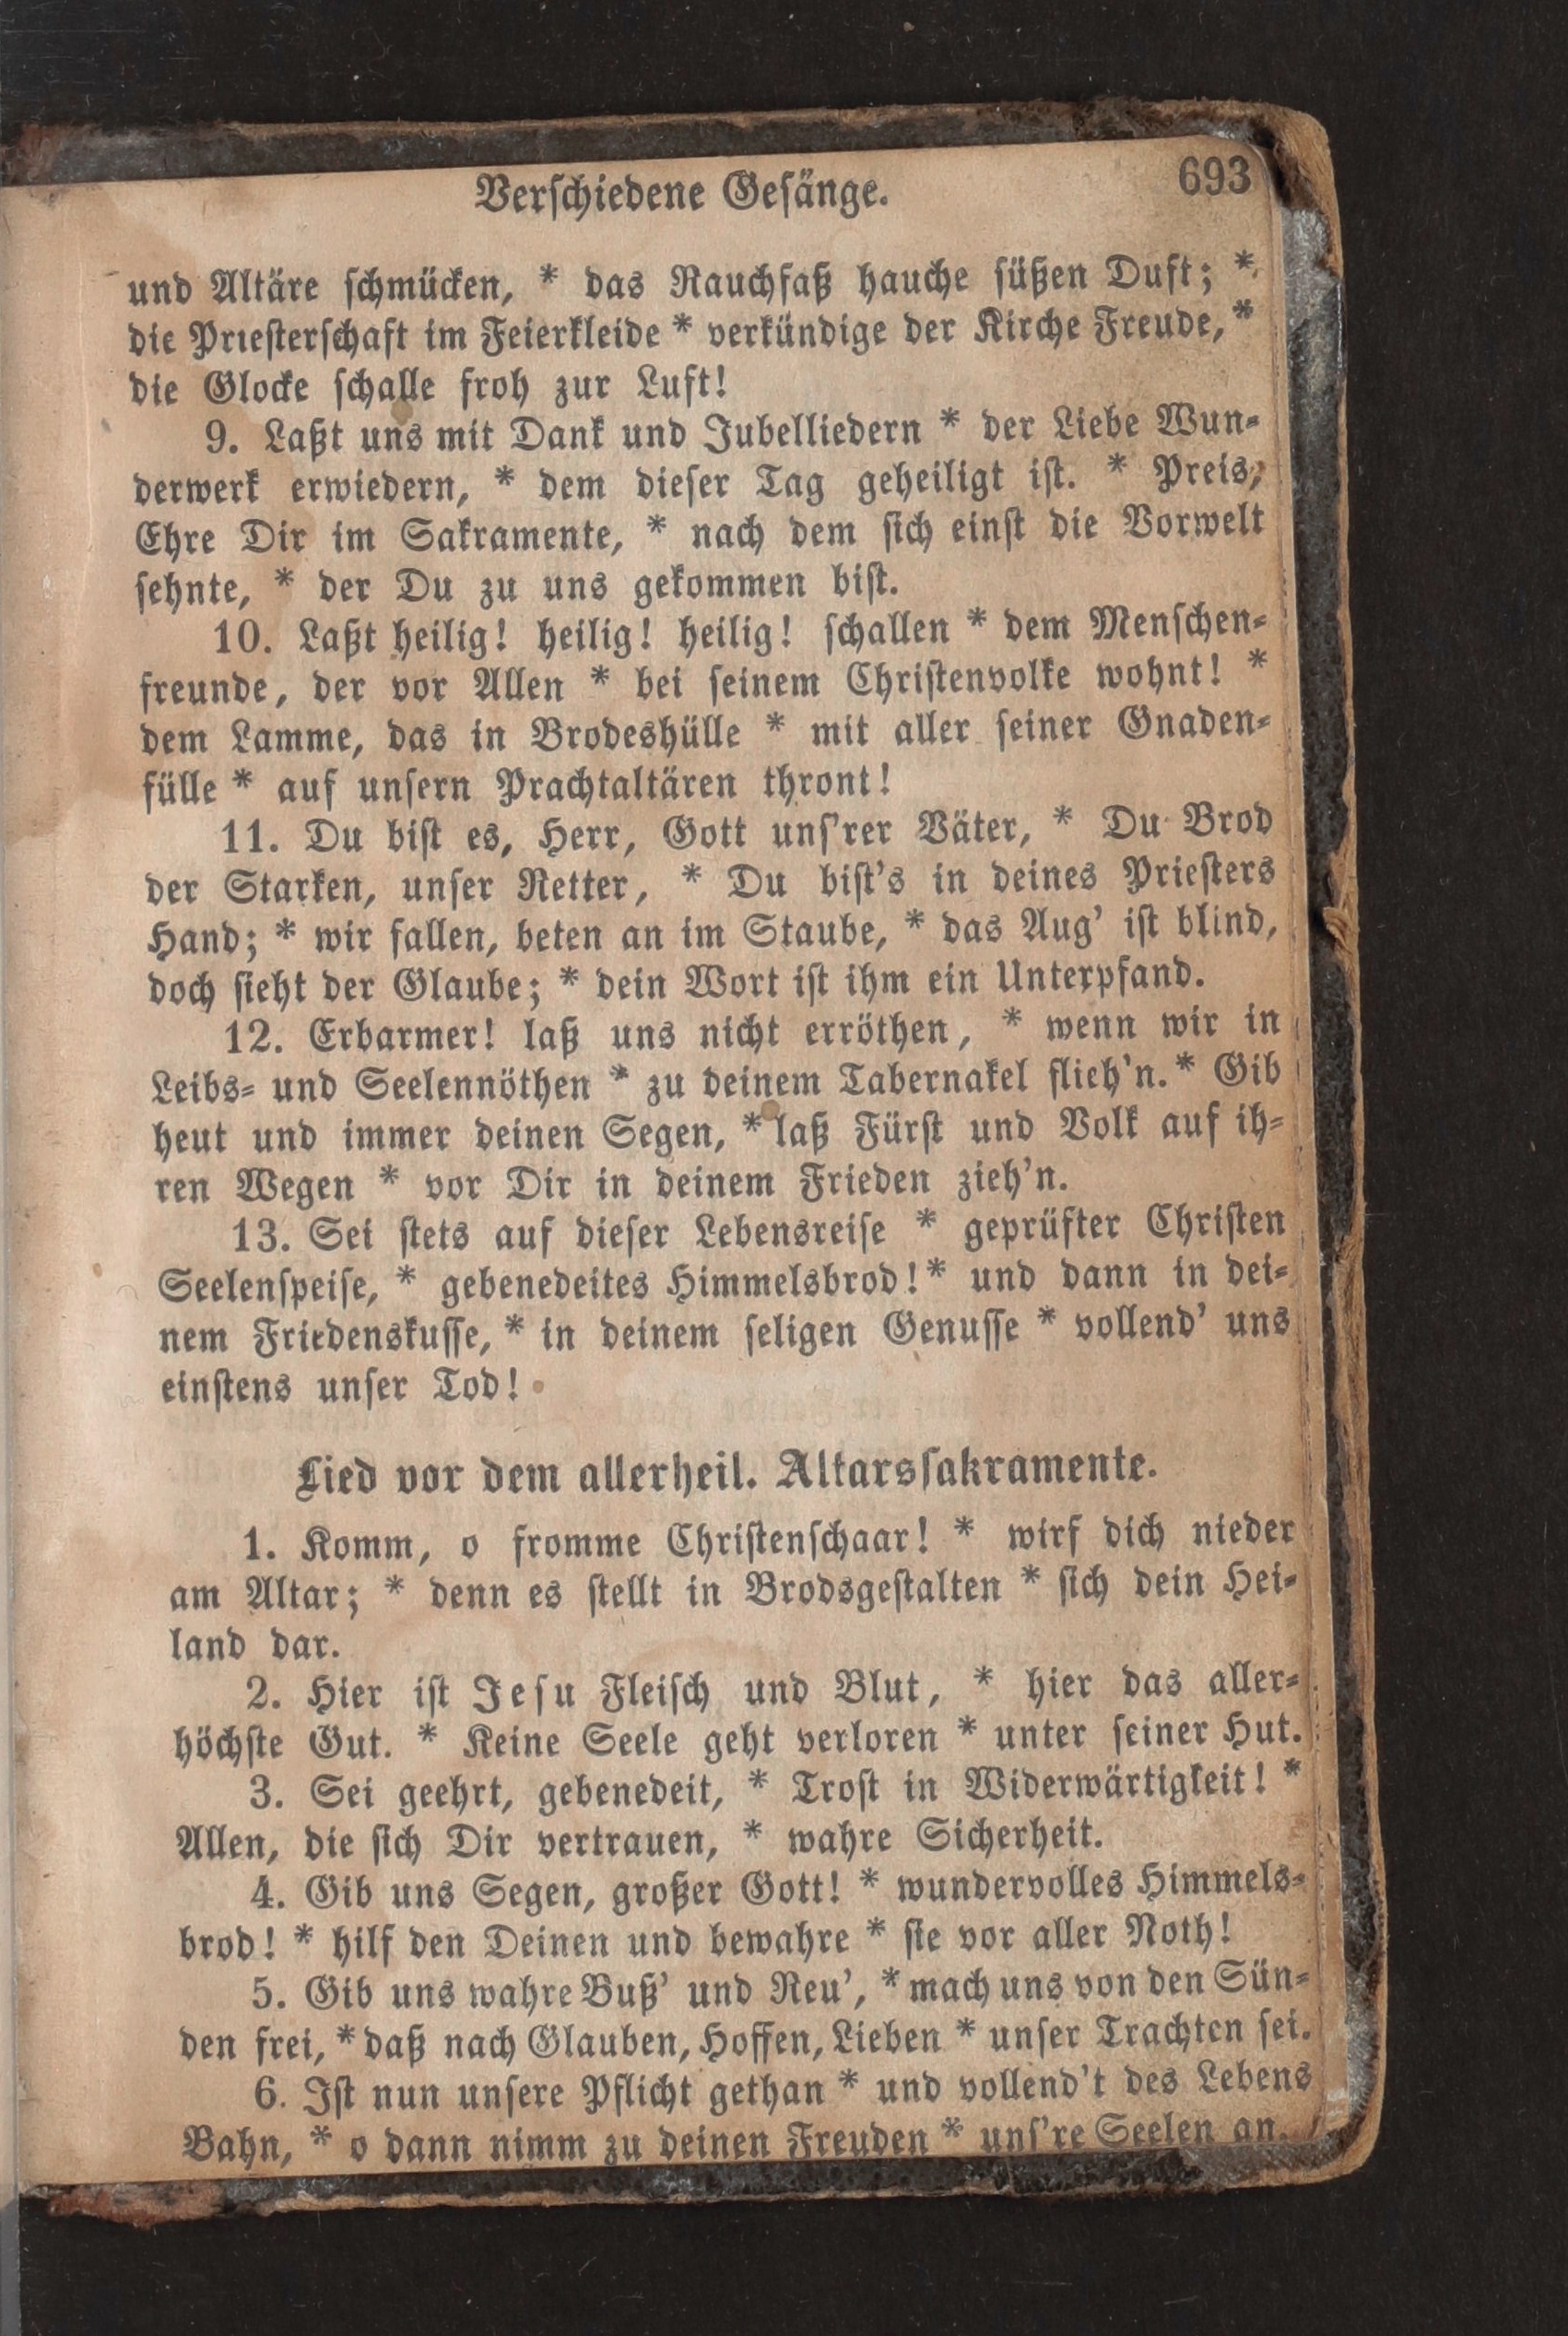 Verschiedene Gesänge. 693
und Altäre schmücken, * das Rauchfaß hauche süßen Duft; *
die Priesterschaft im Feierkleide * verkündige der Kirche Freude, *
die Glocke schalle froh zur Luft!
9. Laßt uns mit Dank und Jubelliedern * der Liebe Wun-
derwerk erwiedern, * dem dieser Tag geheiligt ist. * Preis,
Ehre Dir im Sakramente, * nach dem sich einst die Vorwelt
sehnte, * der Du zu uns gekommen bist.
10. Laßt heilig! heilig! heilig! schallen * dem Menschen-
freunde, der vor Allen * bei seinem Christenvolke wohnt! *
dem Lamme, das in Brodeshülle * mit aller seiner Gnaden-
fülle * auf unsern Prachtaltären thront!
11. Du bist es, Herr, Gott uns'rer Väter, * Du Brod
der Starken, unser Retter, * Du bist's in deines Priesters
Hand; * wir fallen, beten an im Staube, * das Aug' ist blind,
doch sieht der Glaube; * dein Wort ist ihm ein Unterpfand.
12. Erbarmer! laß uns nicht erröthen, * wenn wir in
Leibs- und Seelennöthen * zu deinem Tabernakel flieh'n. * Gib
heut und immer deinen Segen, * laß Fürst und Volk auf ih-
ren Wegen * vor Dir in deinem Frieden zieh'n.
13. Sei stets auf dieser Lebensreise * geprüfter Christen
Seelenspeise, * gebenedeites Himmelsbrod! * und dann in dei-
nem Friedenskusse, * in deinem seligen Genusse * vollend' uns
einstens unser Tod!
Lied vor dem allerheil. Altarssakramente.
1. Komm, o fromme Christenschaar! * wirf dich nieder
am Altar; * denn es stellt in Brodsgestalten * sich dein Hei-
land dar.
2. Hier ist Jesu Fleisch und Blut, * hier das aller-
höchste Gut. * Keine Seele geht verloren * unter seiner Hut.
3. Sei geehrt, gebenedeit, * Trost in Widerwärtigkeit! *
Allen, die sich Dir vertrauen, * wahre Sicherheit.
4. Gib uns Segen, großer Gott! * wundervolles Himmels-
brod! * hilf den Deinen und bewahre * sie vor aller Noth!
5. Gib uns wahre Buß' und Reu', * mach uns von den Sün-
den frei, * daß nach Glauben, Hoffen, Lieben * unser Trachten sei.
6. Ist nun unsere Pflicht gethan * und vollend't des Lebens
Bahn, * o dann nimm zu deinen Freuden * uns're Seelen an.